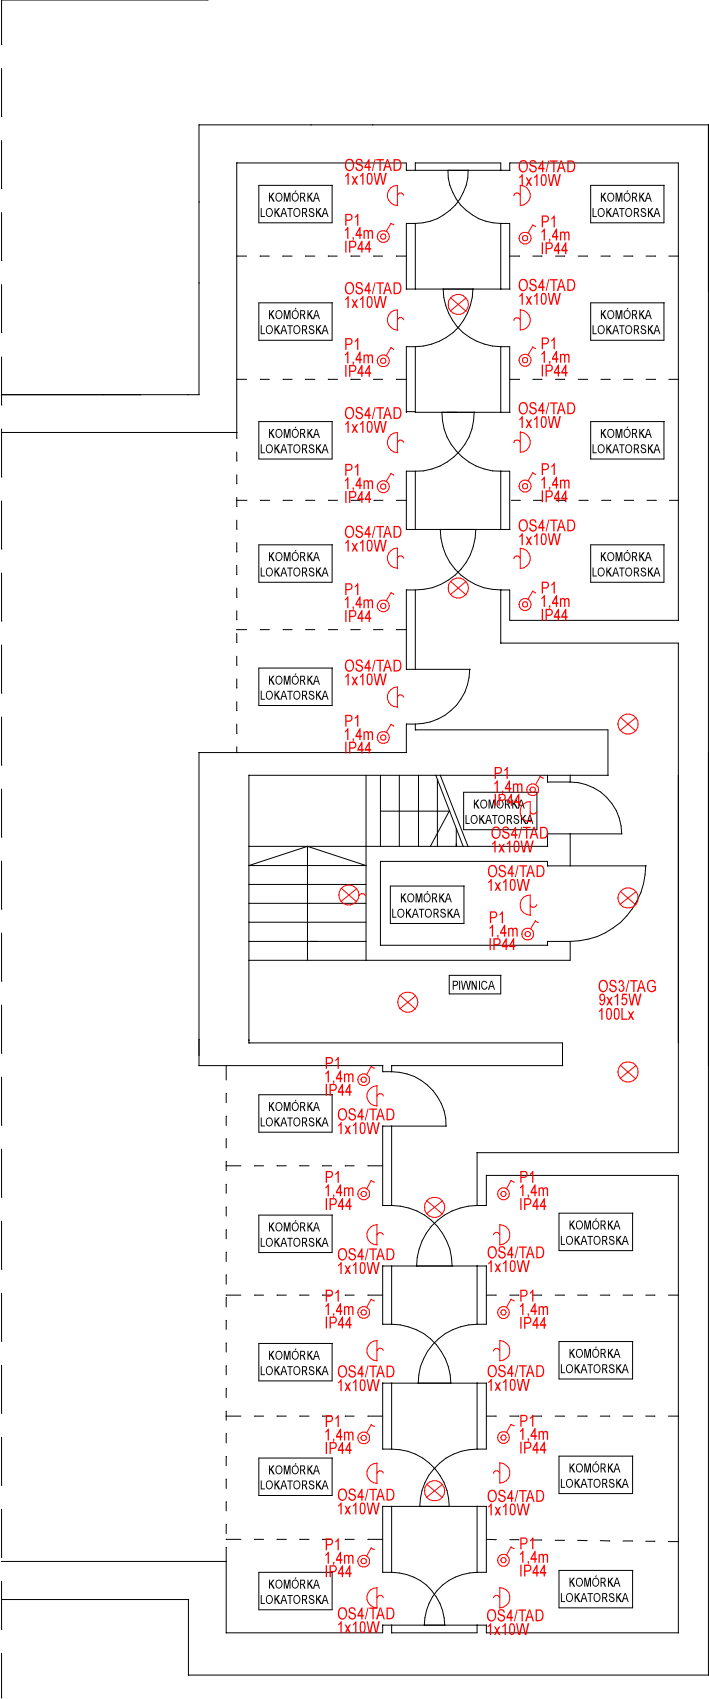 OS4/TAD
1x10W
OS4/TAD
1x10W
KOMÓRKA
LOKATORSKA
KOMÓRKA
LOKATORSKA
P1
1,4m
IP44
P1
1,4m
IP44
OS4/TAD
1x10W
OS4/TAD
1x10W
KOMÓRKA
LOKATORSKA
KOMÓRKA
LOKATORSKA
P1
1,4m
IP44
P1
1,4m
IP44
OS4/TAD
1x10W
OS4/TAD
1x10W
KOMÓRKA
LOKATORSKA
KOMÓRKA
LOKATORSKA
P1
1,4m
IP44
P1
1,4m
IP44
OS4/TAD
1x10W
OS4/TAD
1x10W
KOMÓRKA
LOKATORSKA
KOMÓRKA
LOKATORSKA
P1
1,4m
IP44
P1
1,4m
IP44
OS4/TAD
1x10W
KOMÓRKA
LOKATORSKA
P1
1,4m
IP44
P1
1,4m
IP44
KOMÓRKA
LOKATORSKA
OS4/TAD
1x10W
OS4/TAD
1x10W
KOMÓRKA
LOKATORSKA
P1
1,4m
IP44
PIWNICA
OS3/TAG
9x15W
100Lx
P1
1,4m
IP44
KOMÓRKA
LOKATORSKA
OS4/TAD
1x10W
P1
1,4m
IP44
P1
1,4m
IP44
KOMÓRKA
LOKATORSKA
KOMÓRKA
LOKATORSKA
OS4/TAD
1x10W
OS4/TAD
1x10W
P1
1,4m
IP44
P1
1,4m
IP44
KOMÓRKA
LOKATORSKA
KOMÓRKA
LOKATORSKA
OS4/TAD
1x10W
OS4/TAD
1x10W
P1
1,4m
IP44
P1
1,4m
IP44
KOMÓRKA
LOKATORSKA
KOMÓRKA
LOKATORSKA
OS4/TAD
1x10W
OS4/TAD
1x10W
P1
1,4m
IP44
P1
1,4m
IP44
KOMÓRKA
LOKATORSKA
KOMÓRKA
LOKATORSKA
OS4/TAD
1x10W
OS4/TAD
1x10W